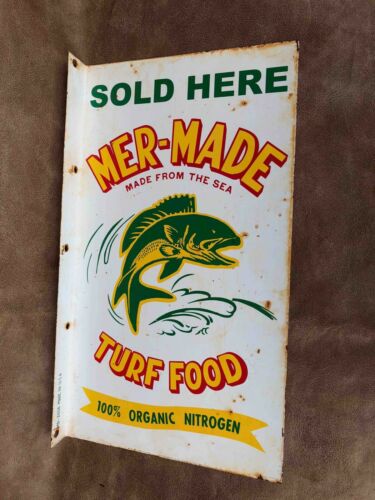 SOLD HERE
MER-MADE
MADE FROM THE SEA
TURF FOOD
100% ORGANIC NITROGEN